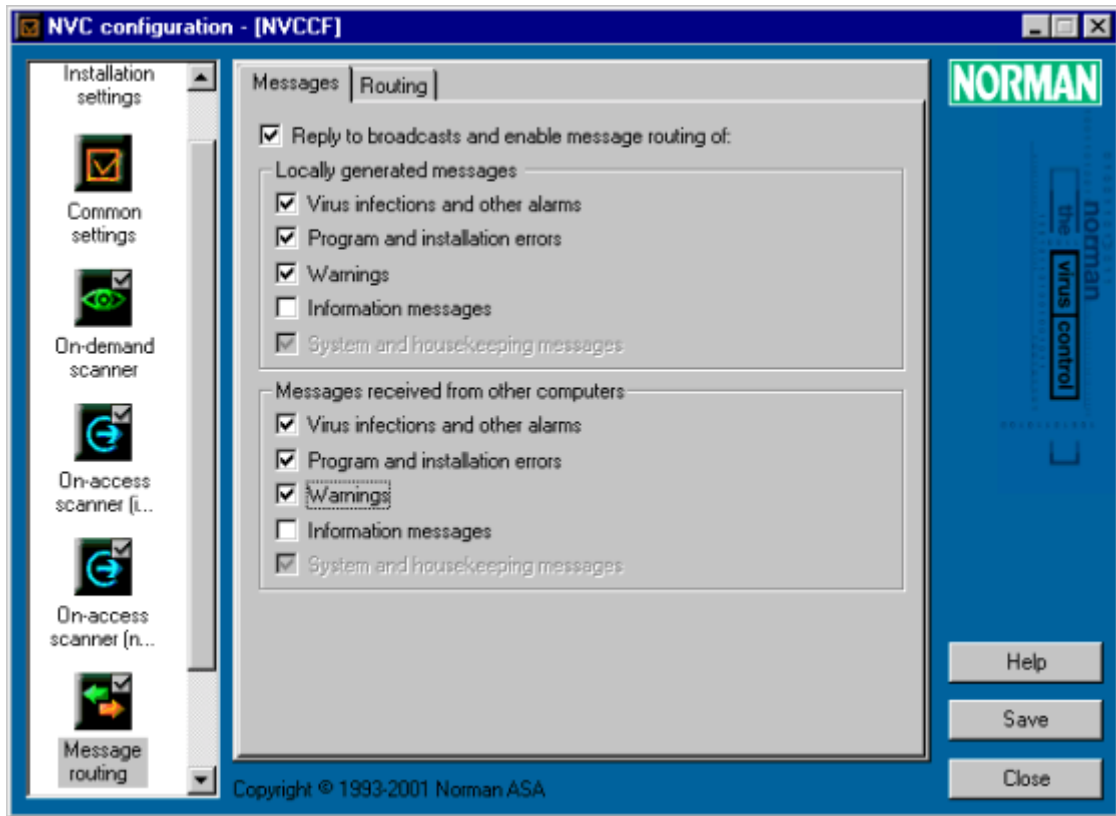 NVC configuration - [NVCCF]
Installation
settings
Common
settings
On-demand
scanner
On-access
scanner (i...
On-access
scanner (n...
Message
routing
Messages
Routing
Reply to broadcasts and enable message routing of:
Locally generated messages
Virus infections and other alarms
Program and installation errors
Warnings
Information messages
System and housekeeping messages
Messages received from other computers
Virus infections and other alarms
Program and installation errors
Warnings
Information messages
System and housekeeping messages
Copyright © 1993-2001 Norman ASA
NORMAN
norman
the virus control
Help
Save
Close